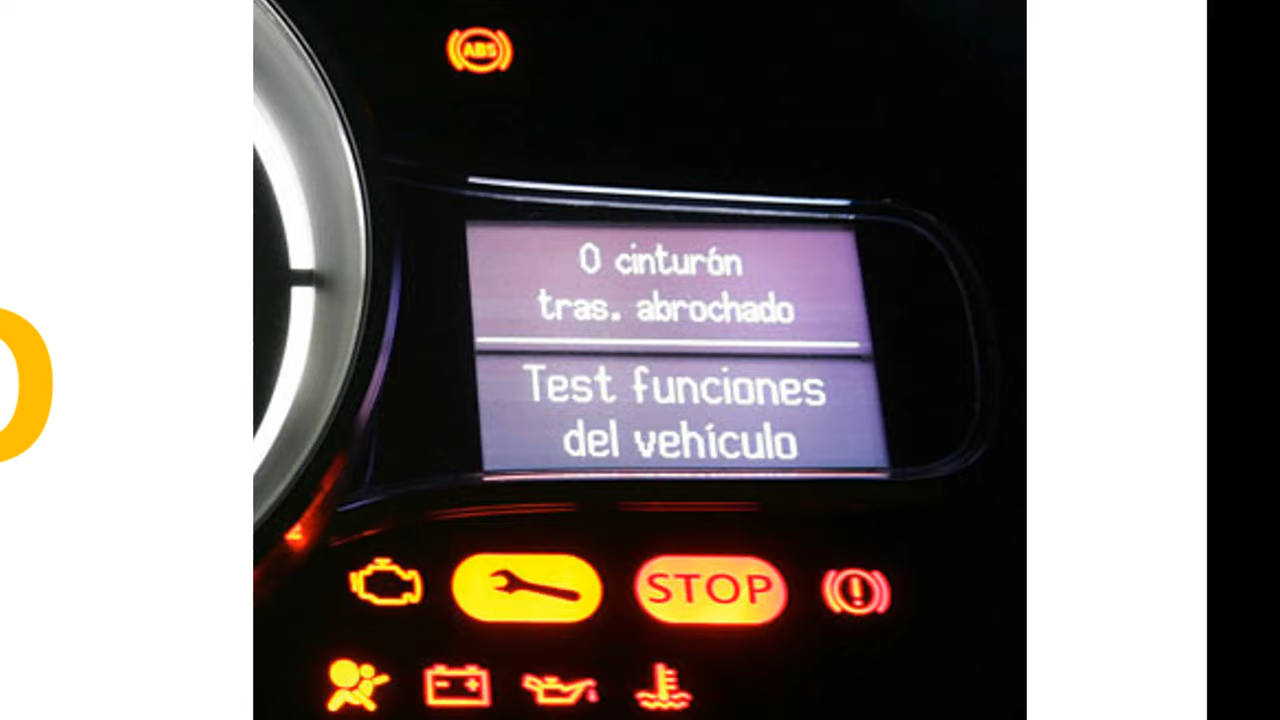 ABS
0 cinturón
tras. abrochado
Test funciones
del vehículo
STOP